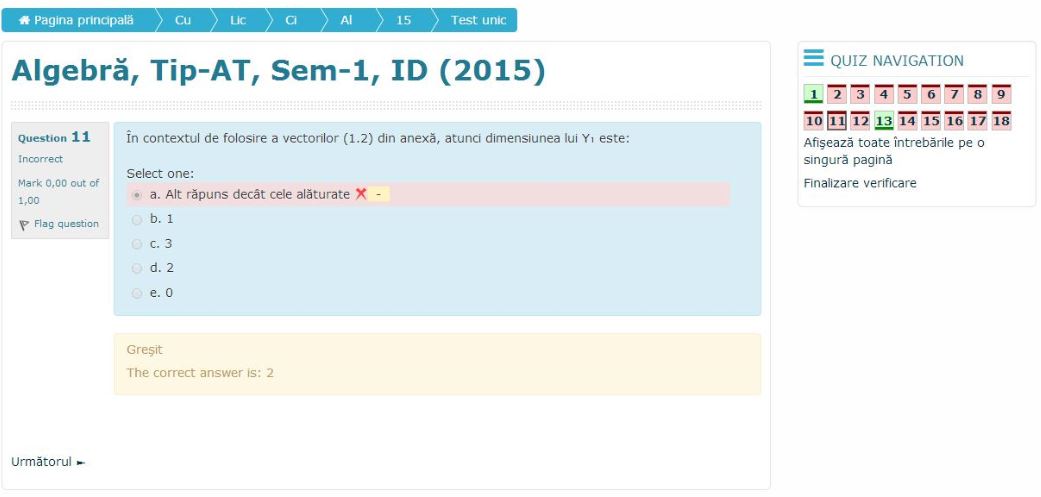 Pagina principală Cu Lic Ci Al 15 Test unic
Algebră, Tip-AT, Sem-1, ID (2015)
Question 11
Incorrect
Mark 0,00 out of
1,00
Flag question
În contextul de folosire a vectorilor (1.2) din anexă, atunci dimensiunea lui Y₁ este:
Select one:
a. Alt răpuns decât cele alăturate -
b. 1
c. 3
d. 2
e. 0
Greșit
The correct answer is: 2
Următorul ►
QUIZ NAVIGATION
1 2 3 4 5 6 7 8 9
10 11 12 13 14 15 16 17 18
Afișează toate întrebările pe o
singură pagină
Finalizare verificare